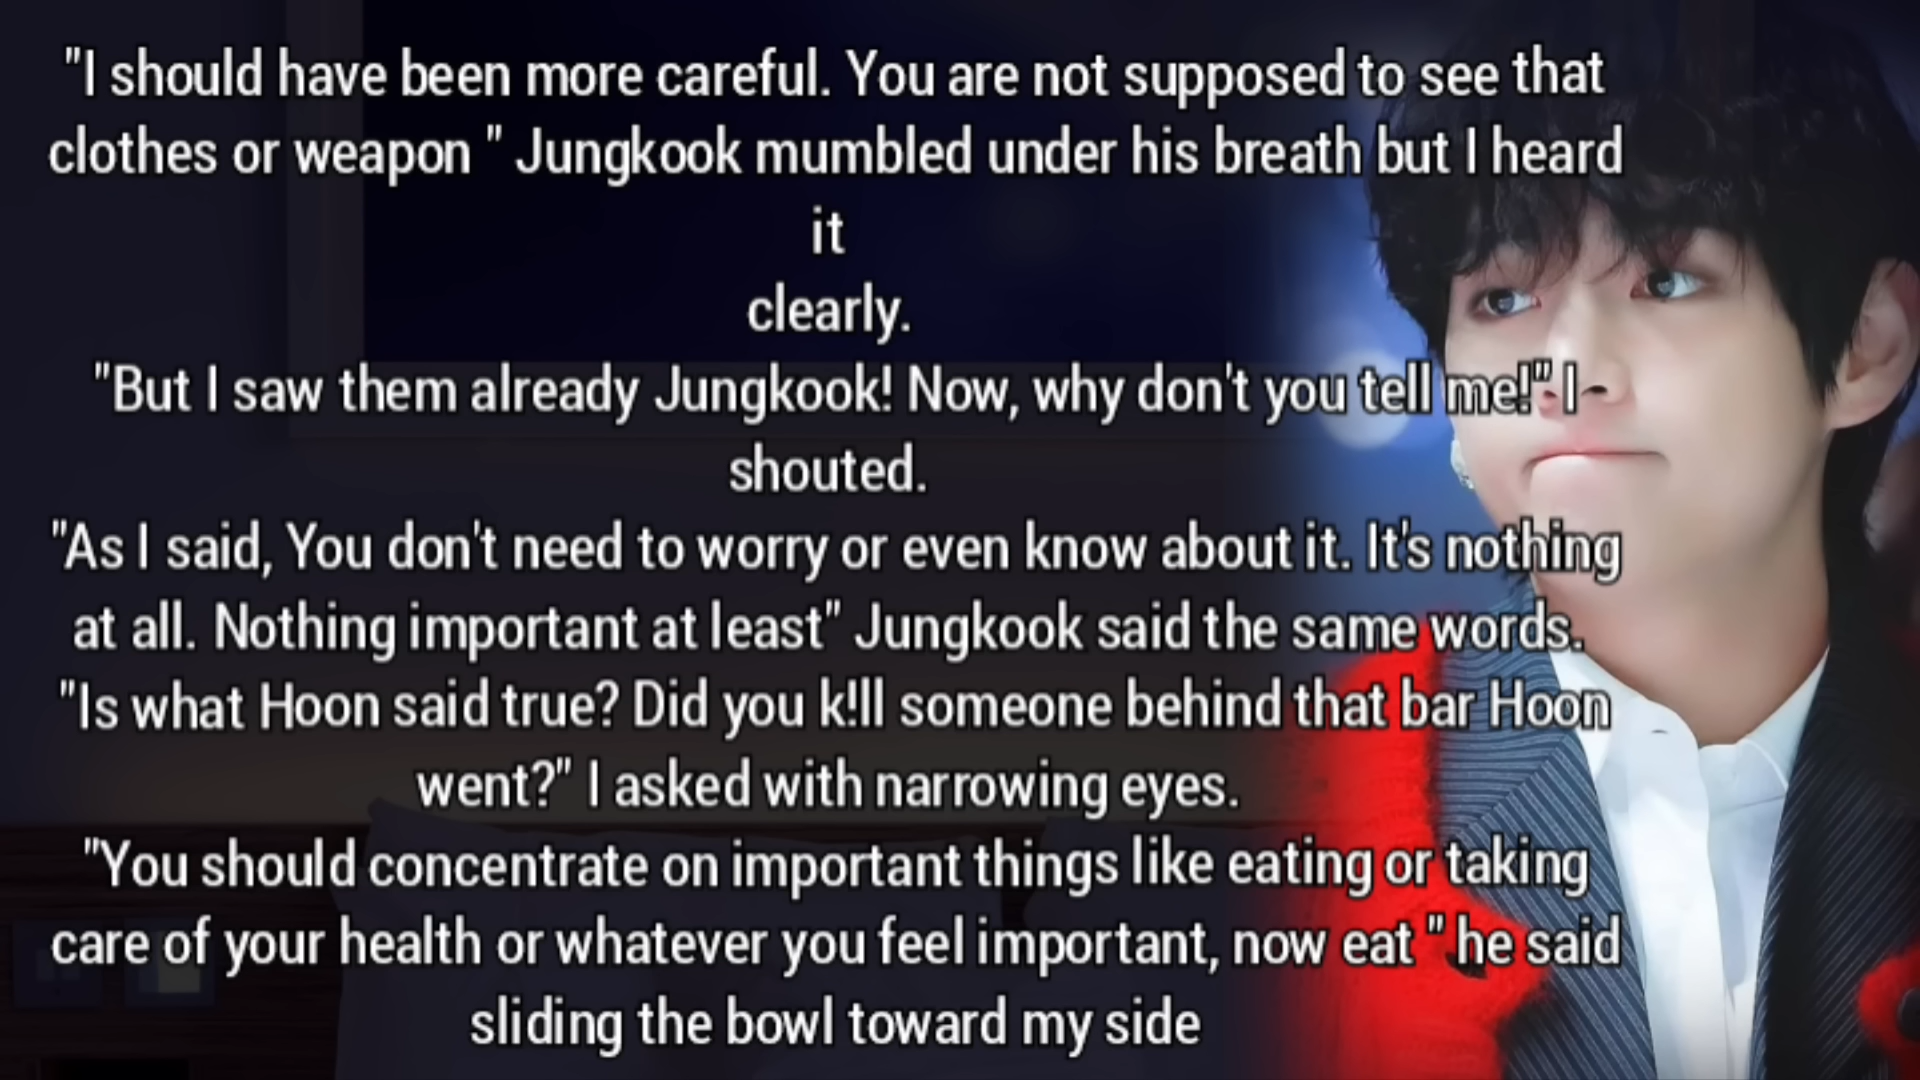 "I should have been more careful. You are not supposed to see that
clothes or weapon " Jungkook mumbled under his breath but I heard
it
clearly.
"But I saw them already Jungkook! Now, why don't you tell me!" I
shouted.
"As I said, You don't need to worry or even know about it. It's nothing
at all. Nothing important at least" Jungkook said the same words.
"Is what Hoon said true? Did you k!ll someone behind that bar Hoon
went?" I asked with narrowing eyes.
"You should concentrate on important things like eating or taking
care of your health or whatever you feel important, now eat " he said
sliding the bowl toward my side